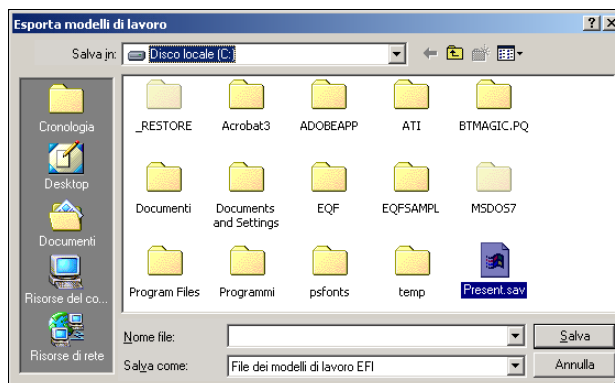 Esporta modelli di lavoro
Salva in: Disco locale (C:)
Cronologia
Desktop
Documenti
Risorse del co...
Risorse di rete
_RESTORE Acrobat3 ADOBEAPP ATI BTMAGIC.PQ
Documenti Documents and Settings EQF EQFSAMPL MSDOS7
Program Files Programmi psfonts temp Present.sav
Nome file: Salva
Salva come: File dei modelli di lavoro EFI Annulla